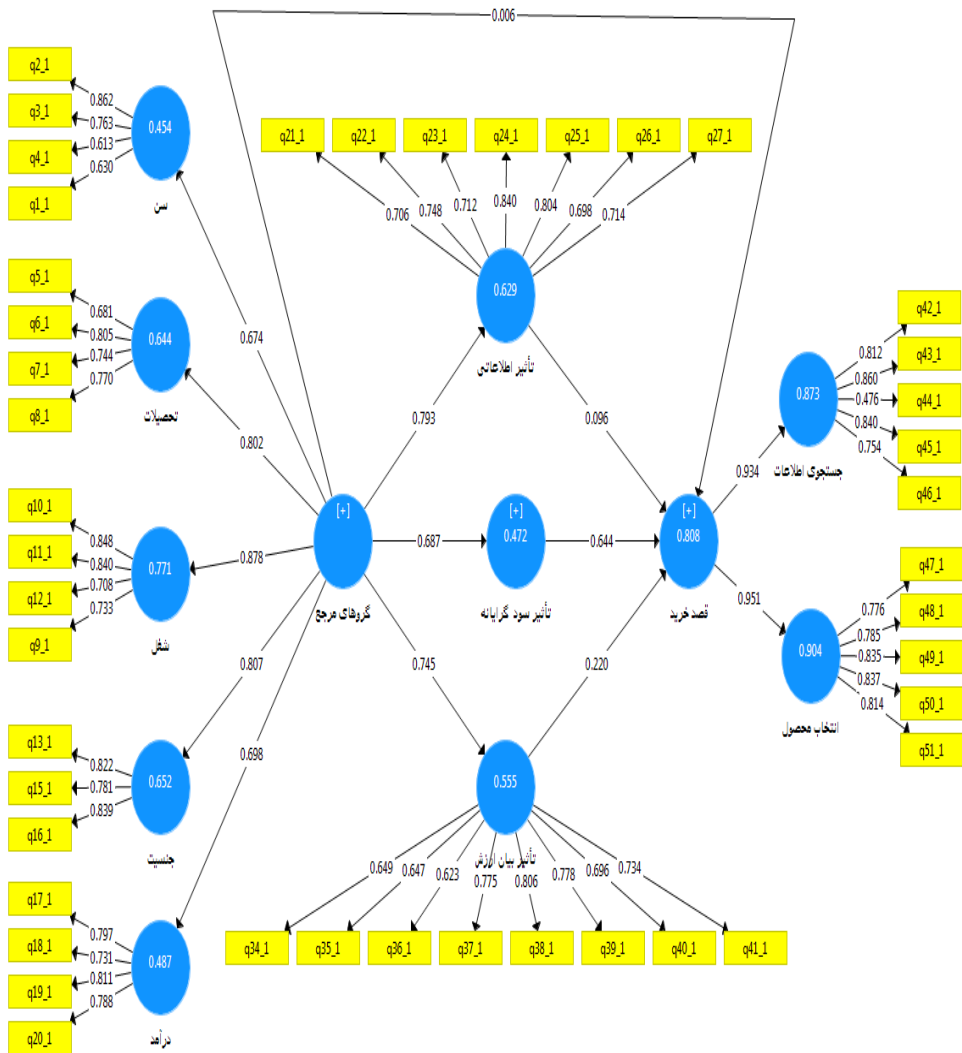 0.006
q2_1
q3_1
q4_1
q1_1
0.862
0.763
0.613
0.630
0.454
سن
q5_1
q6_1
q7_1
q8_1
0.681
0.805
0.744
0.770
0.644
تحصیلات
q10_1
q11_1
q12_1
q9_1
0.848
0.840
0.708
0.733
0.771
شغل
q13_1
q15_1
q16_1
0.822
0.781
0.839
0.652
جنسیت
q17_1
q18_1
q19_1
q20_1
0.797
0.731
0.811
0.788
0.487
درآمد
0.674
0.802
0.878
0.807
0.698
[+]
گروهای مرجع
q21_1
q22_1
q23_1
q24_1
q25_1
q26_1
q27_1
0.706
0.748
0.712
0.840
0.804
0.698
0.714
0.629
تأثیر اطلاعاتی
0.793
0.096
0.687
[+]
0.472
تأثیر سود گرایانه
0.644
0.745
0.220
0.555
تأثیر بیان ارزش
0.649
0.647
0.623
0.775
0.806
0.778
0.696
0.734
q34_1
q35_1
q36_1
q37_1
q38_1
q39_1
q40_1
q41_1
[+]
0.808
قصد خرید
0.934
0.951
0.873
جستجوی اطلاعات
0.812
0.860
0.476
0.840
0.754
q42_1
q43_1
q44_1
q45_1
q46_1
0.904
انتخاب محصول
0.776
0.785
0.835
0.837
0.814
q47_1
q48_1
q49_1
q50_1
q51_1